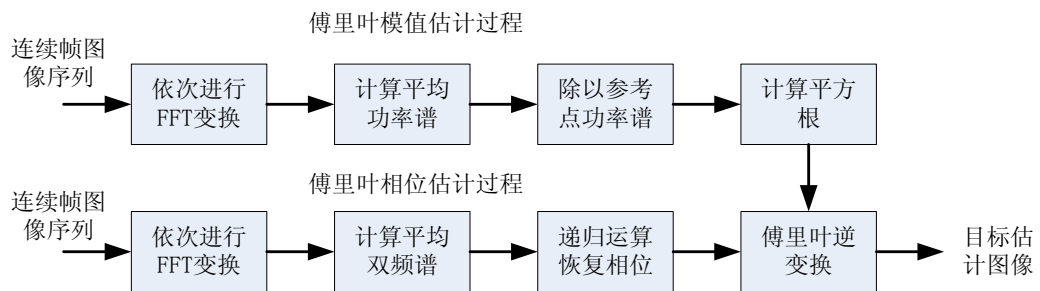 傅里叶模值估计过程
连续帧图
像序列
依次进行
FFT变换
计算平均
功率谱
除以参考
点功率谱
计算平方
根
傅里叶相位估计过程
连续帧图
像序列
依次进行
FFT变换
计算平均
双频谱
递归运算
恢复相位
傅里叶逆
变换
目标估
计图像